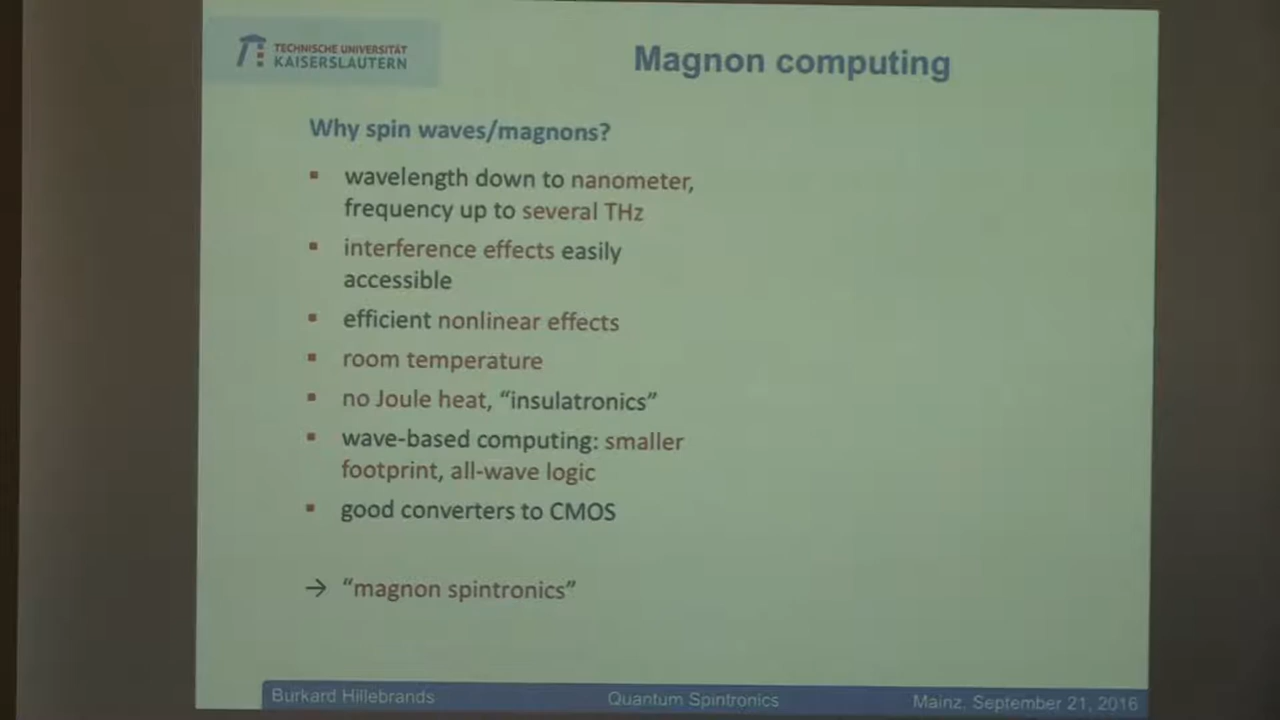 TECHNISCHE UNIVERSITÄT
KAISERSLAUTERN
Magnon computing
Why spin waves/magnons?
▪ wavelength down to nanometer,
frequency up to several THz
▪ interference effects easily
accessible
▪ efficient nonlinear effects
▪ room temperature
▪ no Joule heat, “insulatronics”
▪ wave-based computing: smaller
footprint, all-wave logic
▪ good converters to CMOS
→ “magnon spintronics”
Burkard Hillebrands Quantum Spintronics Mainz, September 21, 2016